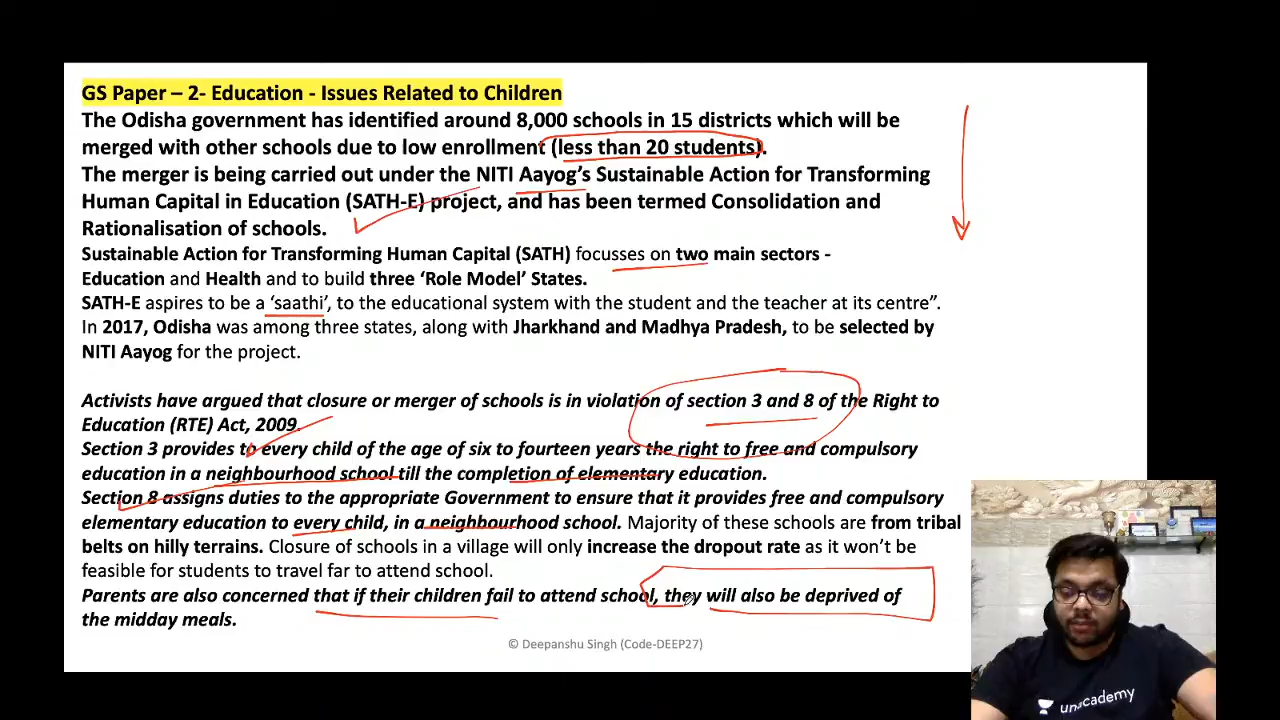 GS Paper – 2- Education - Issues Related to Children
The Odisha government has identified around 8,000 schools in 15 districts which will be
merged with other schools due to low enrollment (less than 20 students).
The merger is being carried out under the NITI Aayog's Sustainable Action for Transforming
Human Capital in Education (SATH-E) project, and has been termed Consolidation and
Rationalisation of schools.
Sustainable Action for Transforming Human Capital (SATH) focusses on two main sectors -
Education and Health and to build three 'Role Model' States.
SATH-E aspires to be a 'saathi', to the educational system with the student and the teacher at its centre”.
In 2017, Odisha was among three states, along with Jharkhand and Madhya Pradesh, to be selected by
NITI Aayog for the project.
Activists have argued that closure or merger of schools is in violation of section 3 and 8 of the Right to
Education (RTE) Act, 2009.
Section 3 provides to every child of the age of six to fourteen years the right to free and compulsory
education in a neighbourhood school till the completion of elementary education.
Section 8 assigns duties to the appropriate Government to ensure that it provides free and compulsory
elementary education to every child, in a neighbourhood school. Majority of these schools are from tribal
belts on hilly terrains. Closure of schools in a village will only increase the dropout rate as it won't be
feasible for students to travel far to attend school.
Parents are also concerned that if their children fail to attend school, they will also be deprived of
the midday meals.
© Deepanshu Singh (Code-DEEP27)
unacademy